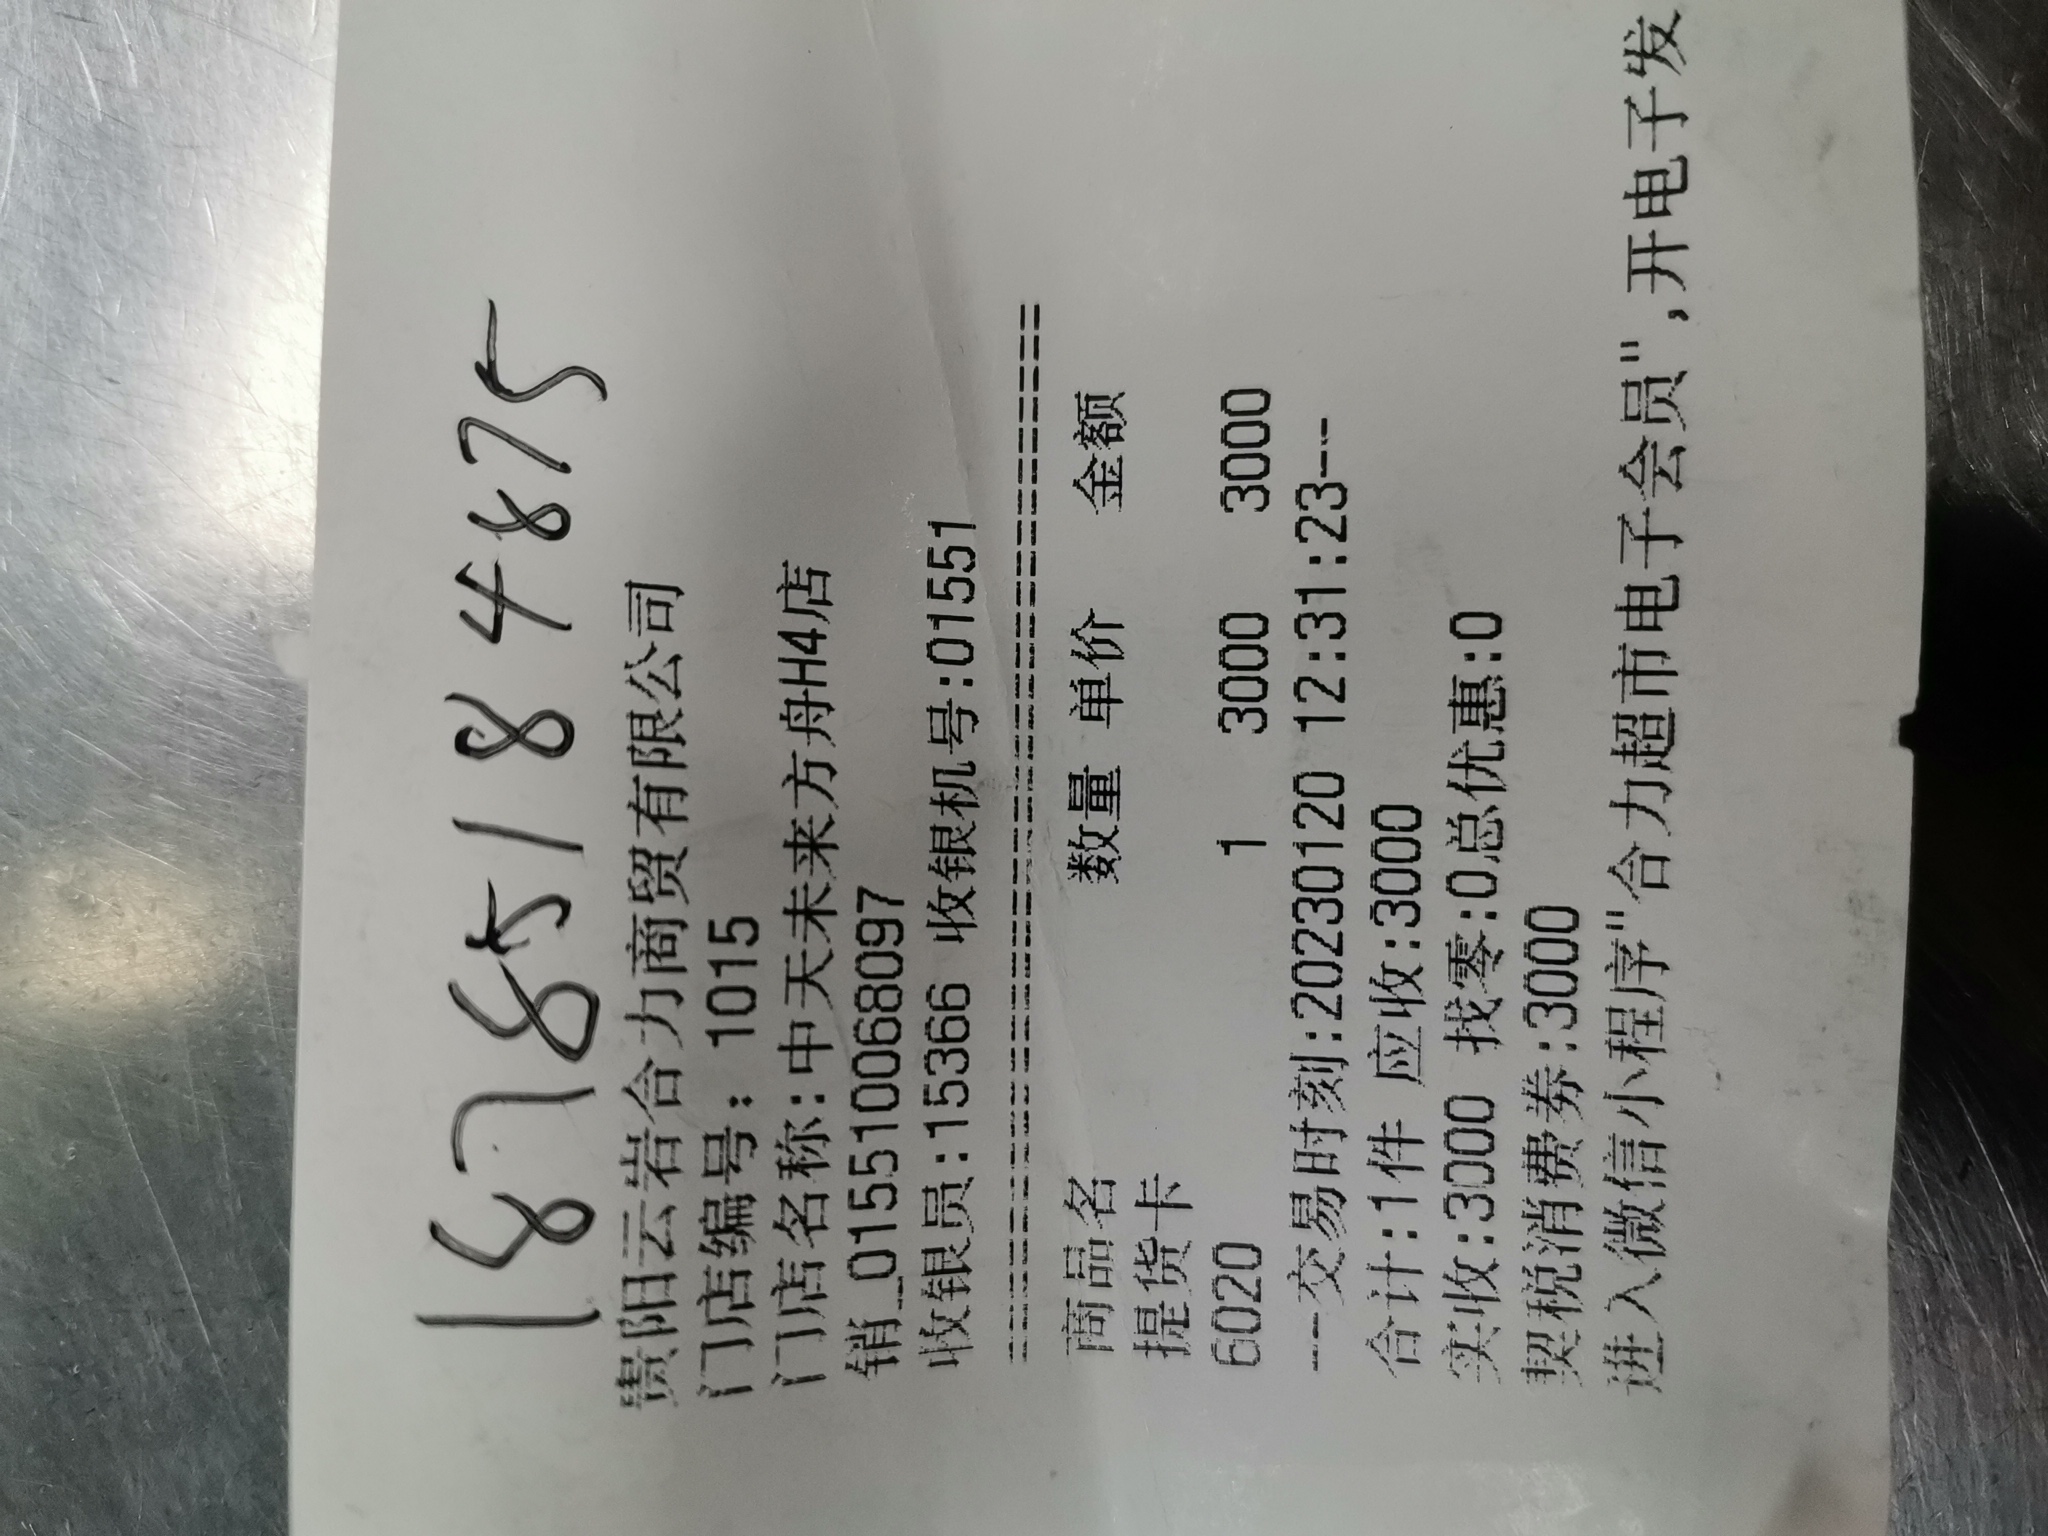 18785184875
贵阳云岩合力商贸有限公司
门店编号: 1015
门店名称:中天未来方舟H4店
销_015510068097
收银员:15366 收银机号:01551
================================================
商品名 数量 单价 金额
提货卡
6020 1 3000 3000
---交易时刻:20230120 12:31:23---
合计:1件 应收:3000
实收:3000 找零:0总优惠:0
契税消费券:3000
进入微信小程序"合力超市电子会员",开电子发